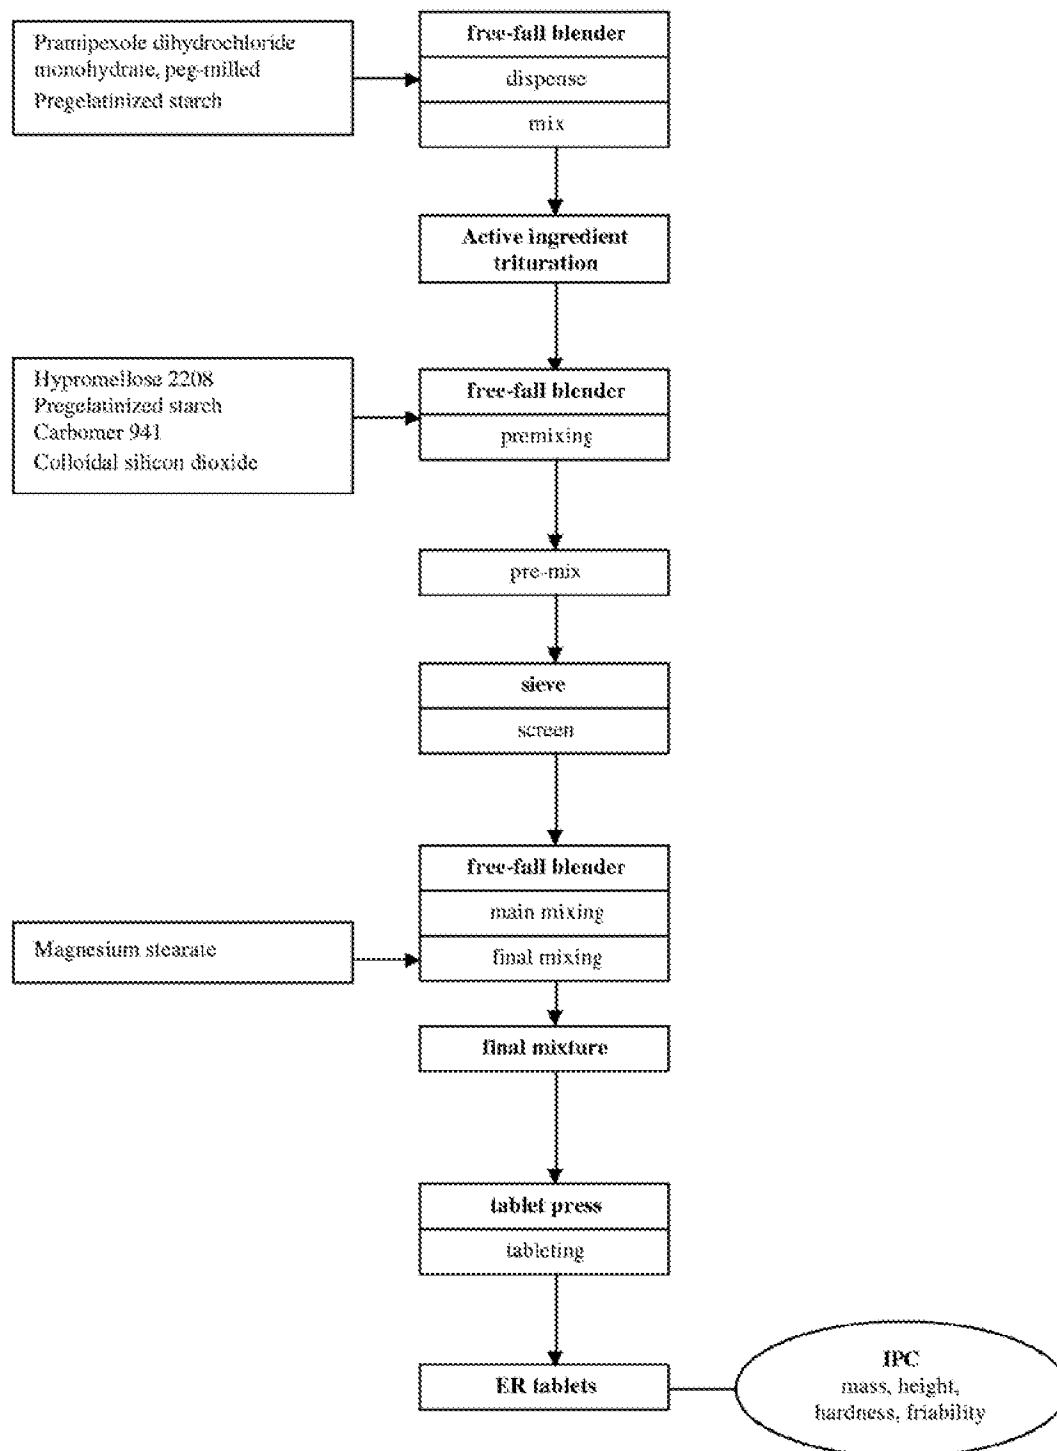 Pramipexole dihydrochloride
monohydrate, peg-milled
Pregelatinized starch
free-fall blender
dispense
mix
Active ingredient
trituration
Hypromellose 2208
Pregelatinized starch
Carbomer 941
Colloidal silicon dioxide
free-fall blender
premixing
pre-mix
sieve
screen
free-fall blender
main mixing
Magnesium stearate
final mixing
final mixture
tablet press
tableting
ER tablets
IPC
mass, height,
hardness, friability